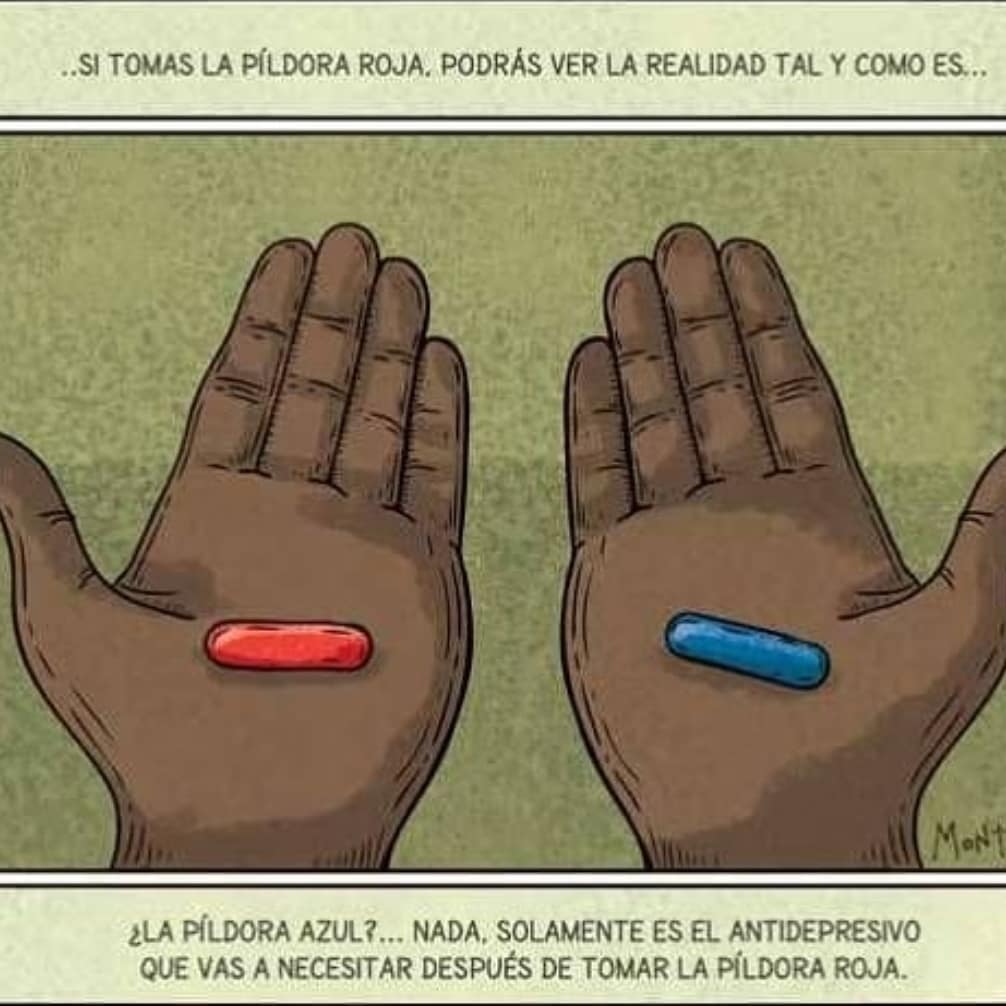 ..SI TOMAS LA PÍLDORA ROJA, PODRÁS VER LA REALIDAD TAL Y COMO ES...
¿LA PÍLDORA AZUL?... NADA, SOLAMENTE ES EL ANTIDEPRESIVO
QUE VAS A NECESITAR DESPUÉS DE TOMAR LA PÍLDORA ROJA.